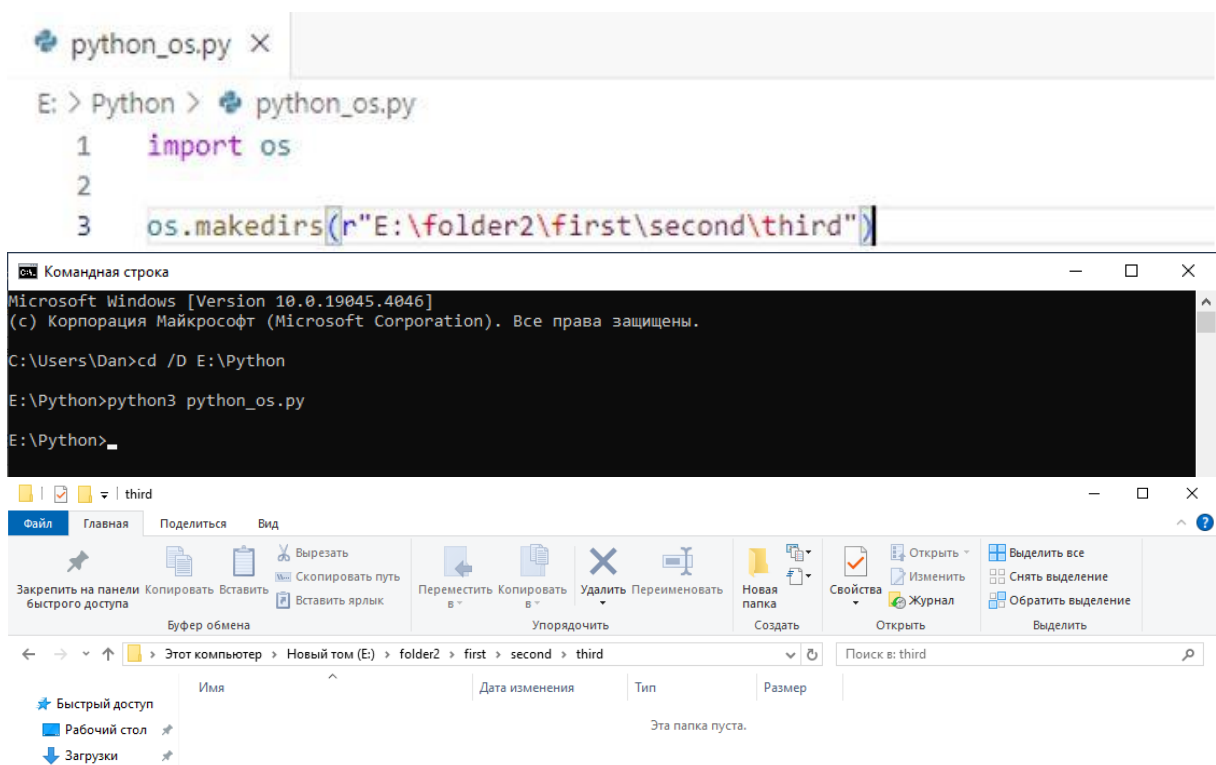 python_os.py ×
E: > Python > python_os.py
1 import os
2
3 os.makedirs(r"E:\folder2\first\second\third")
Командная строка
Microsoft Windows [Version 10.0.19045.4046]
(c) Корпорация Майкрософт (Microsoft Corporation). Все права защищены.
C:\Users\Dan>cd /D E:\Python
E:\Python>python3 python_os.py
E:\Python>
third
Файл Главная Поделиться Вид
Закрепить на панели быстрого доступа
Копировать
Вставить
Вырезать
Скопировать путь
Вставить ярлык
Переместить в
Копировать в
Удалить
Переименовать
Новая папка
Свойства
Открыть
Изменить
Журнал
Выделить все
Снять выделение
Обратить выделение
Буфер обмена Упорядочить Создать Открыть Выделить
Этот компьютер > Новый том (E:) > folder2 > first > second > third
Поиск в: third
Имя Дата изменения Тип Размер
Быстрый доступ
Рабочий стол
Загрузки
Эта папка пуста.